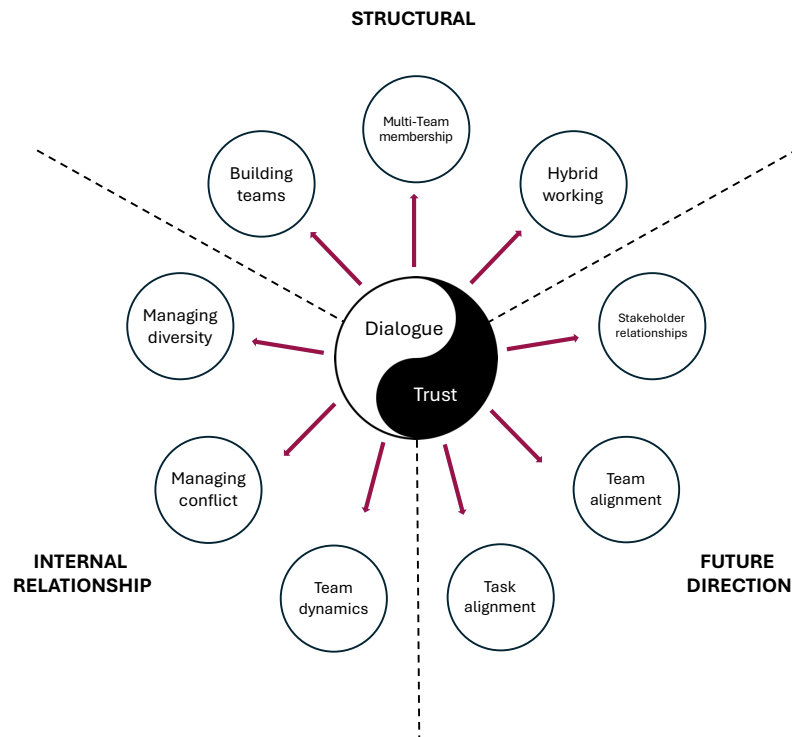 STRUCTURAL
Multi-Team
membership
Building
teams
Hybrid
working
Managing
diversity
Dialogue
Trust
Stakeholder
relationships
Managing
conflict
Team
alignment
INTERNAL
RELATIONSHIP
Team
dynamics
Task
alignment
FUTURE
DIRECTION